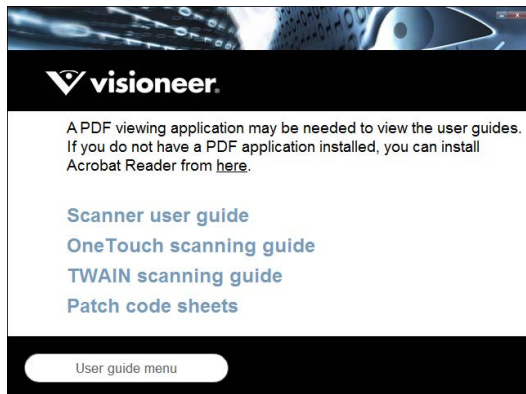 visioneer®
A PDF viewing application may be needed to view the user guides.
If you do not have a PDF application installed, you can install
Acrobat Reader from here.
Scanner user guide
OneTouch scanning guide
TWAIN scanning guide
Patch code sheets
User guide menu